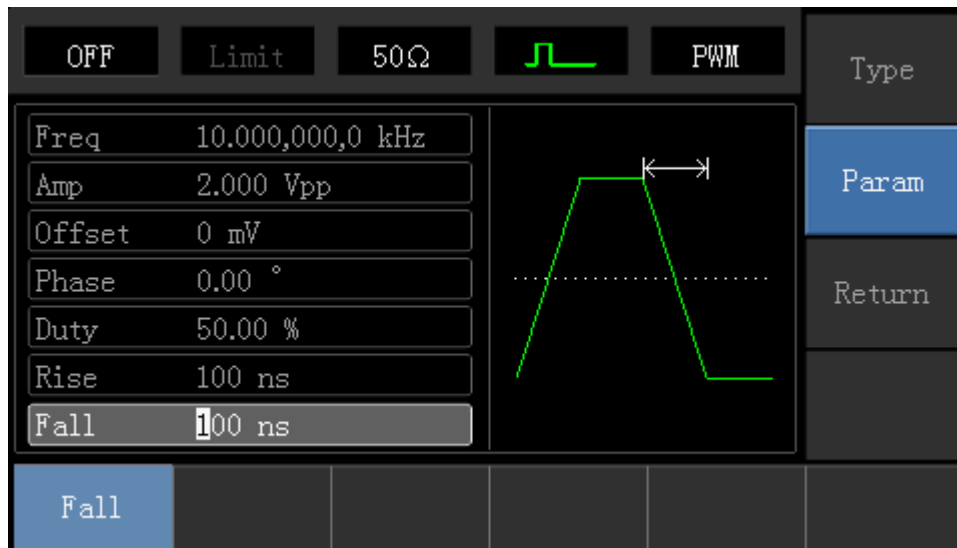 OFF Limit 50Ω PWM
Type
Freq 10.000,000,0 kHz
Amp 2.000 Vpp
Param
Offset 0 mV
Phase 0.00 °
Return
Duty 50.00 %
Rise 100 ns
Fall 100 ns
Fall